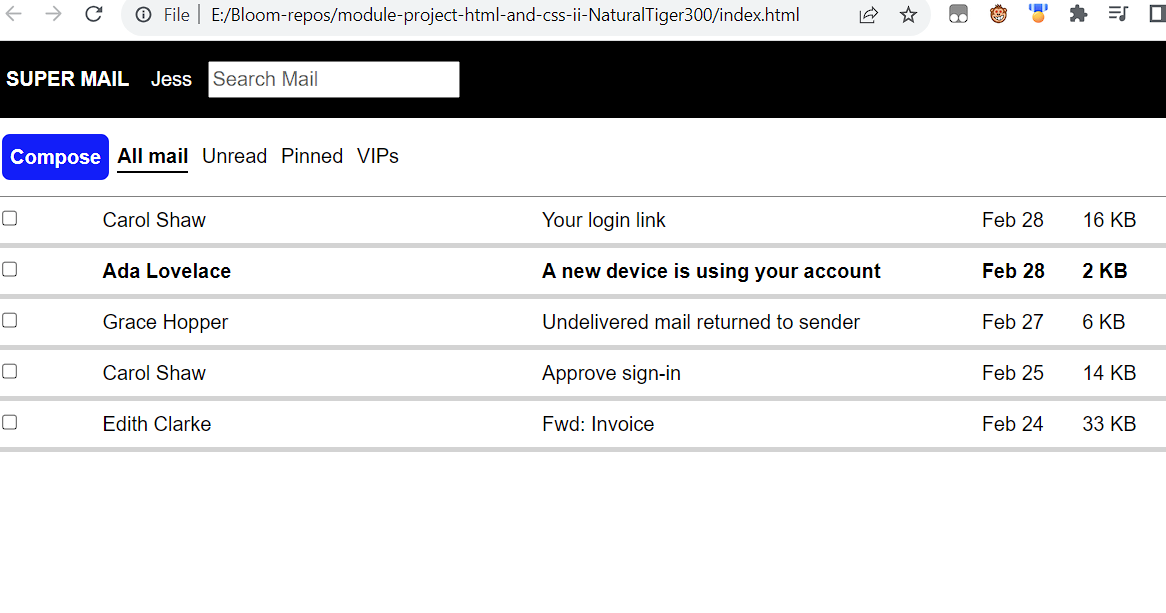 File E:/Bloom-repos/module-project-html-and-css-ii-NaturalTiger300/index.html
SUPER MAIL Jess Search Mail
Compose All mail Unread Pinned VIPs
Carol Shaw Your login link Feb 28 16 KB
Ada Lovelace A new device is using your account Feb 28 2 KB
Grace Hopper Undelivered mail returned to sender Feb 27 6 KB
Carol Shaw Approve sign-in Feb 25 14 KB
Edith Clarke Fwd: Invoice Feb 24 33 KB